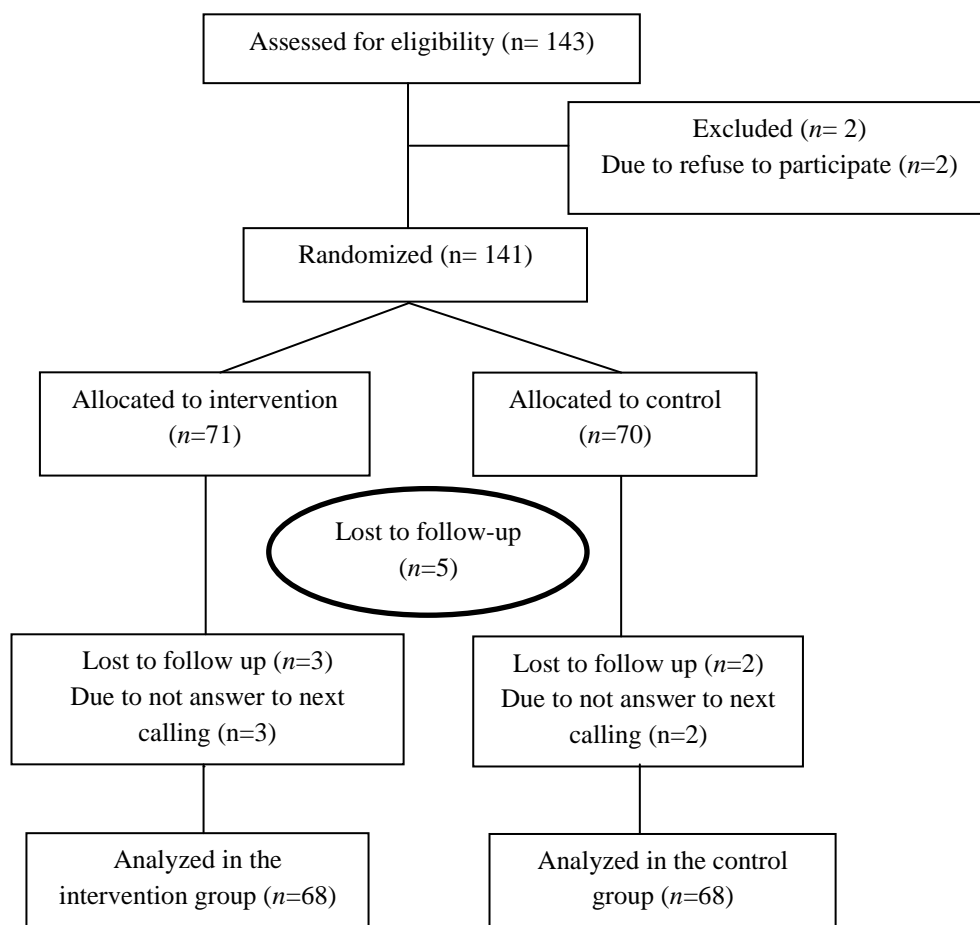 Assessed for eligibility (n= 143)
Excluded (n= 2)
Due to refuse to participate (n=2)
Randomized (n= 141)
Allocated to intervention
(n=71)
Allocated to control
(n=70)
Lost to follow-up
(n=5)
Lost to follow up (n=3)
Due to not answer to next
calling (n=3)
Lost to follow up (n=2)
Due to not answer to next
calling (n=2)
Analyzed in the
intervention group (n=68)
Analyzed in the control
group (n=68)